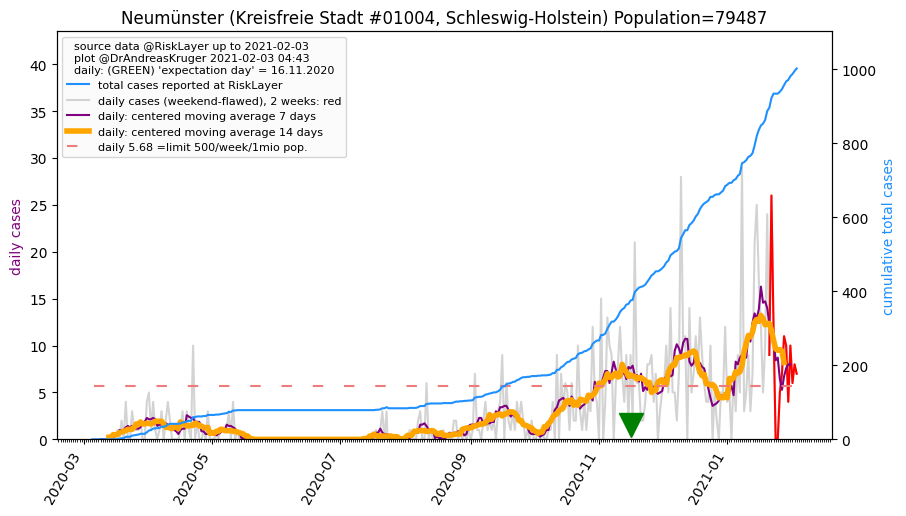 Neumünster (Kreisfreie Stadt #01004, Schleswig-Holstein) Population=79487
source data @RiskLayer up to 2021-02-03
plot @DrAndreasKruger 2021-02-03 04:43
daily: (GREEN) 'expectation day' = 16.11.2020
total cases reported at RiskLayer
daily cases (weekend-flawed), 2 weeks: red
daily: centered moving average 7 days
daily: centered moving average 14 days
daily 5.68 =limit 500/week/1mio pop.
daily cases
40
35
30
25
20
15
10
5
0
cumulative total cases
1000
800
600
400
200
0
2020-03
2020-05
2020-07
2020-09
2020-11
2021-01